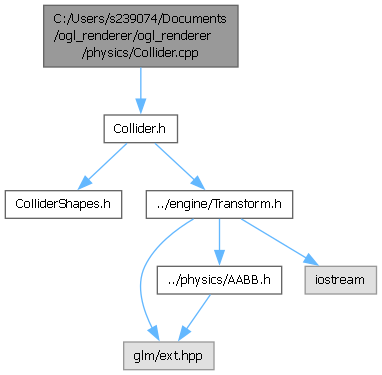 C:/Users/s239074/Documents
/ogl_renderer/ogl_renderer
/physics/Collider.cpp
Collider.h
ColliderShapes.h
../engine/Transform.h
../physics/AABB.h
iostream
glm/ext.hpp